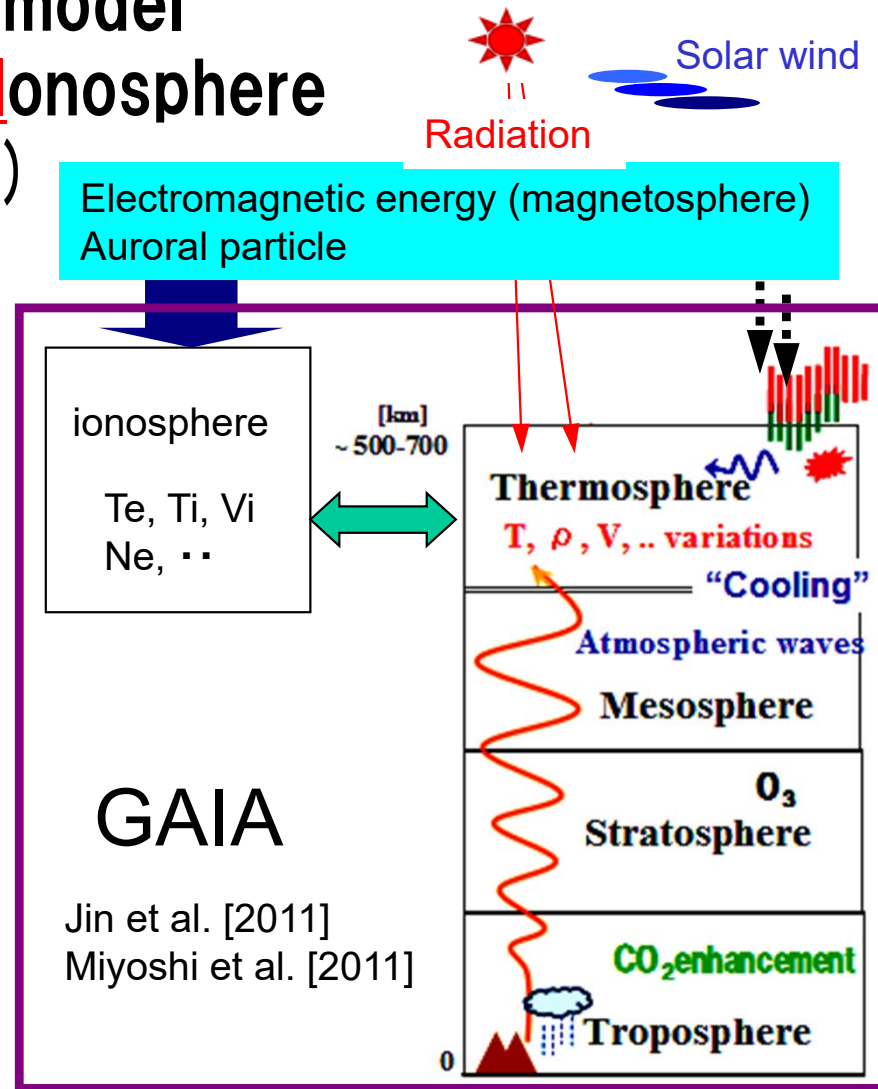 model
Ionosphere
)
Solar wind
Radiation
Electromagnetic energy (magnetosphere)
Auroral particle
ionosphere
Te, Ti, Vi
Ne, ・・
[km]
~ 500-700
Thermosphere
T, ρ, V, .. variations
“Cooling”
Atmospheric waves
Mesosphere
O₃
Stratosphere
GAIA
Jin et al. [2011]
Miyoshi et al. [2011]
CO₂enhancement
Troposphere
0